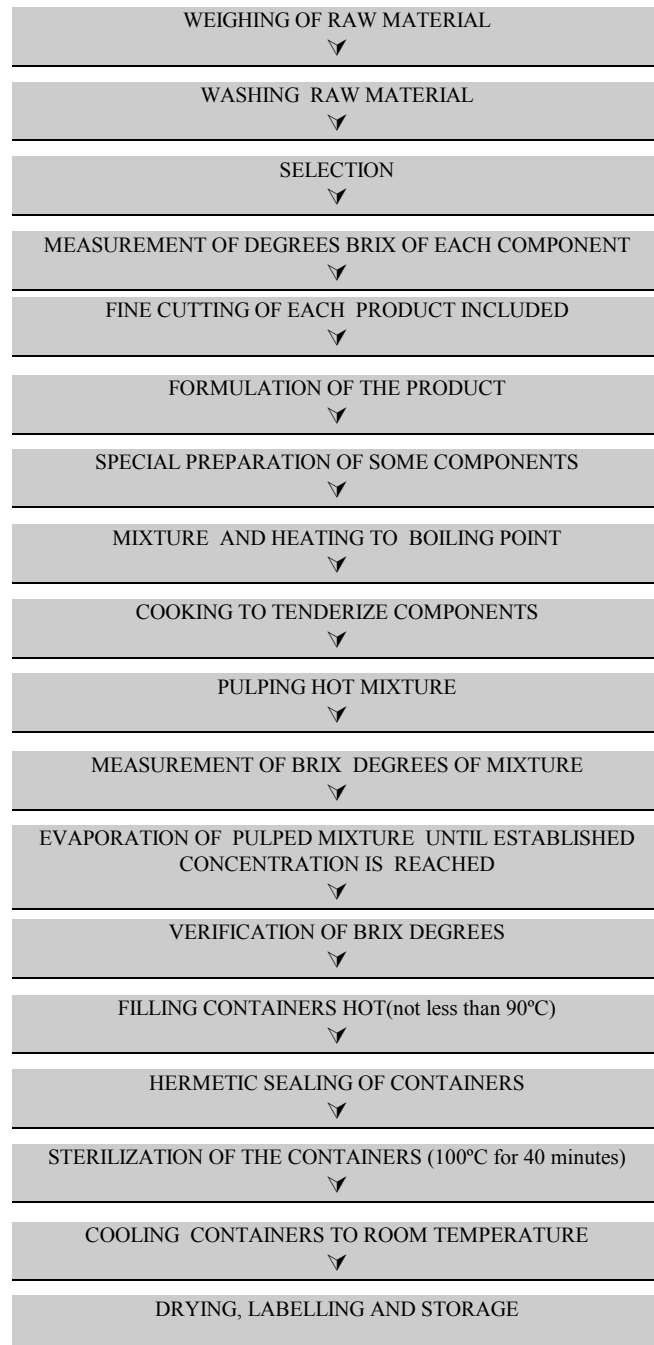 WEIGHING OF RAW MATERIAL
WASHING RAW MATERIAL
SELECTION
MEASUREMENT OF DEGREES BRIX OF EACH COMPONENT
FINE CUTTING OF EACH PRODUCT INCLUDED
FORMULATION OF THE PRODUCT
SPECIAL PREPARATION OF SOME COMPONENTS
MIXTURE AND HEATING TO BOILING POINT
COOKING TO TENDERIZE COMPONENTS
PULPING HOT MIXTURE
MEASUREMENT OF BRIX DEGREES OF MIXTURE
EVAPORATION OF PULPED MIXTURE UNTIL ESTABLISHED
CONCENTRATION IS REACHED
VERIFICATION OF BRIX DEGREES
FILLING CONTAINERS HOT(not less than 90ºC)
HERMETIC SEALING OF CONTAINERS
STERILIZATION OF THE CONTAINERS (100ºC for 40 minutes)
COOLING CONTAINERS TO ROOM TEMPERATURE
DRYING, LABELLING AND STORAGE